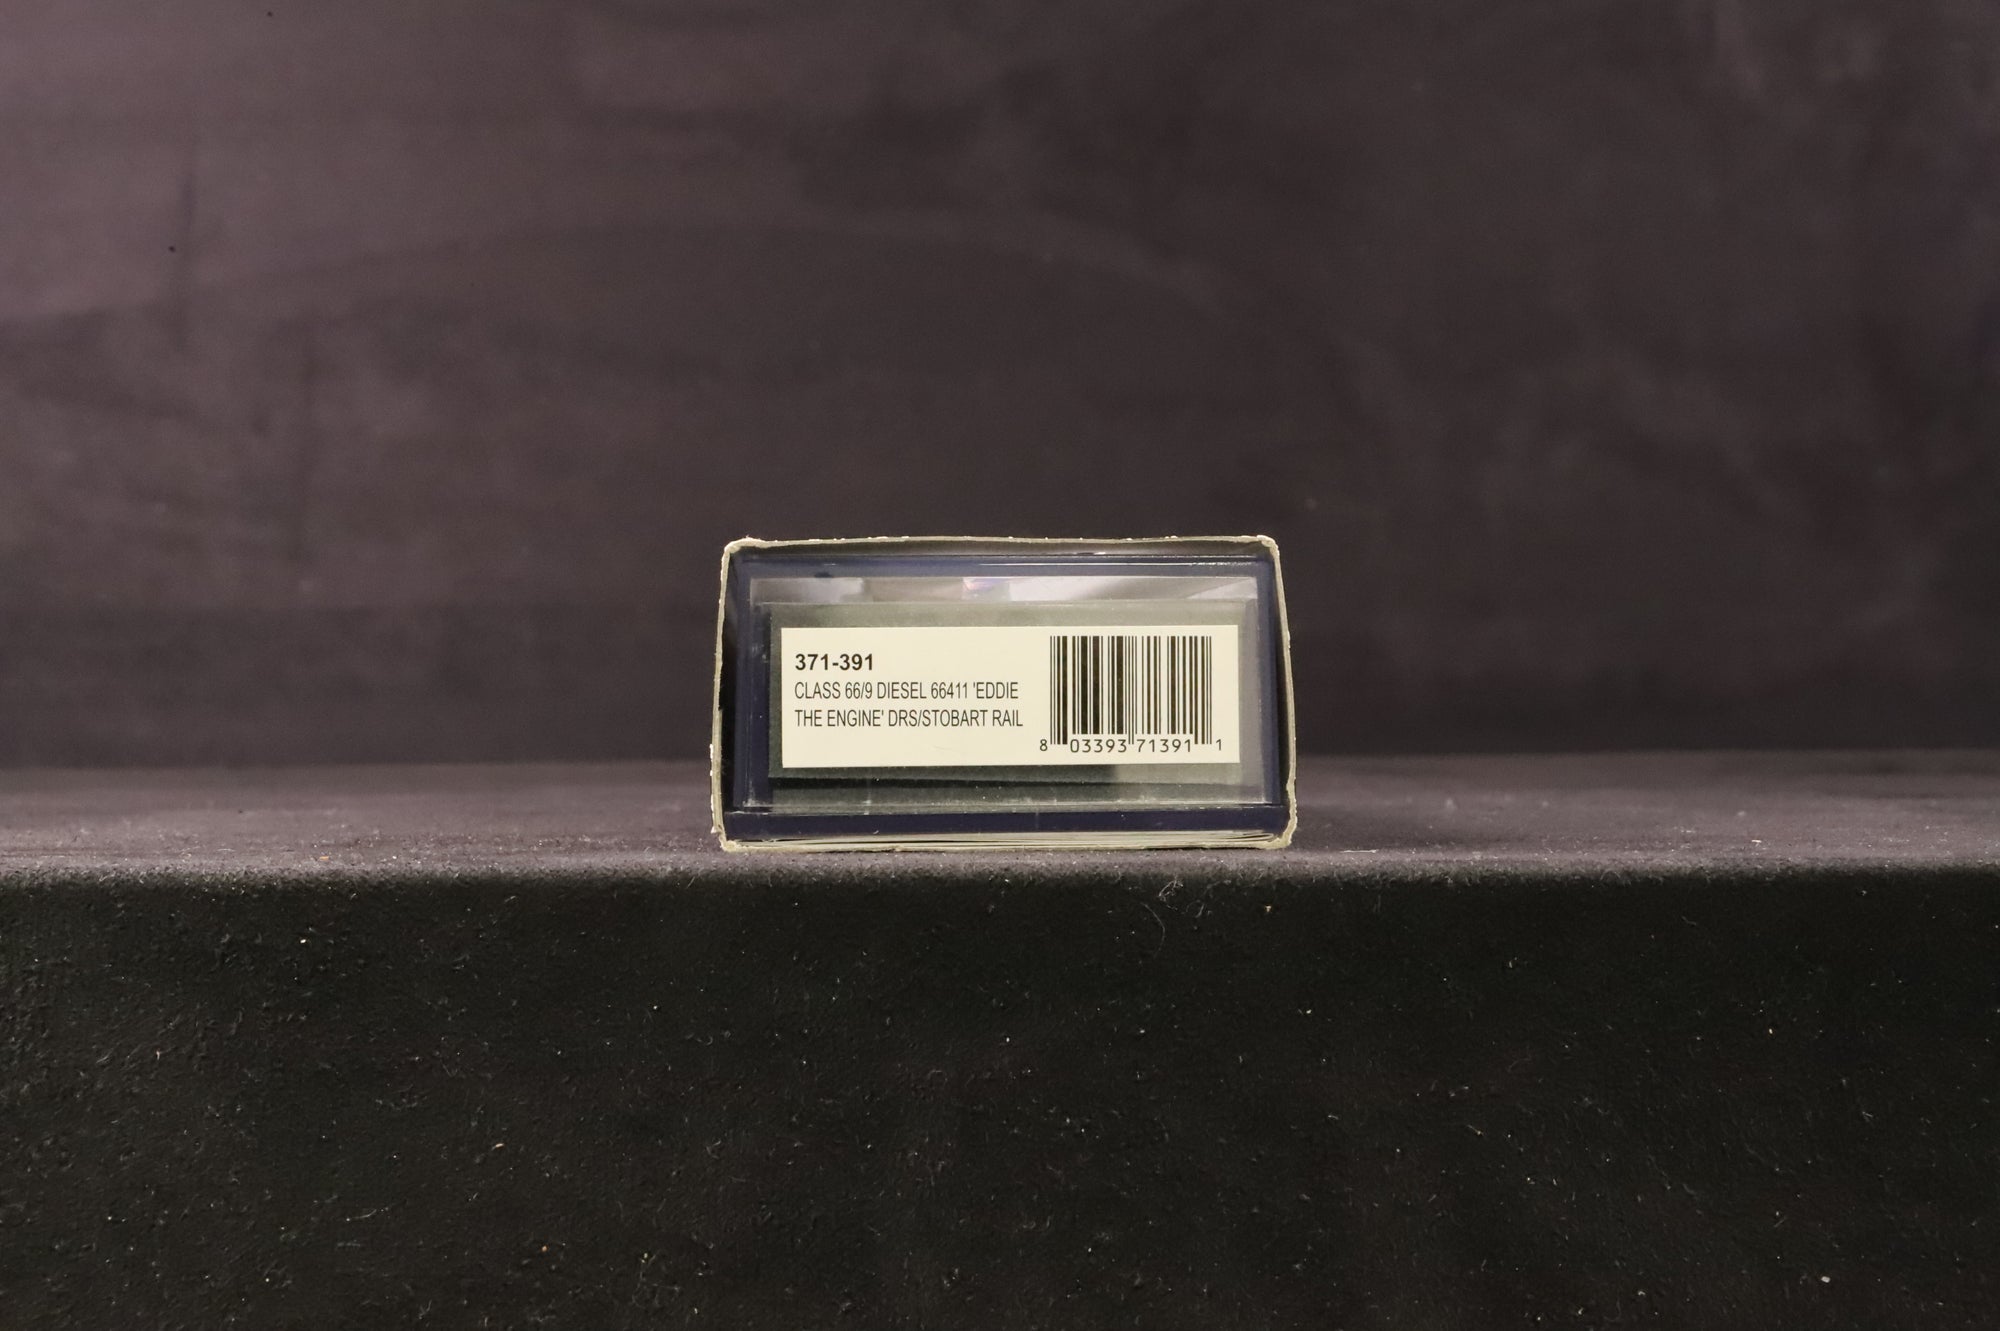 371-391
CLASS 66/9 DIESEL 66411 'EDDIE
THE ENGINE' DRS/STOBART RAIL
8 03393 71391 1